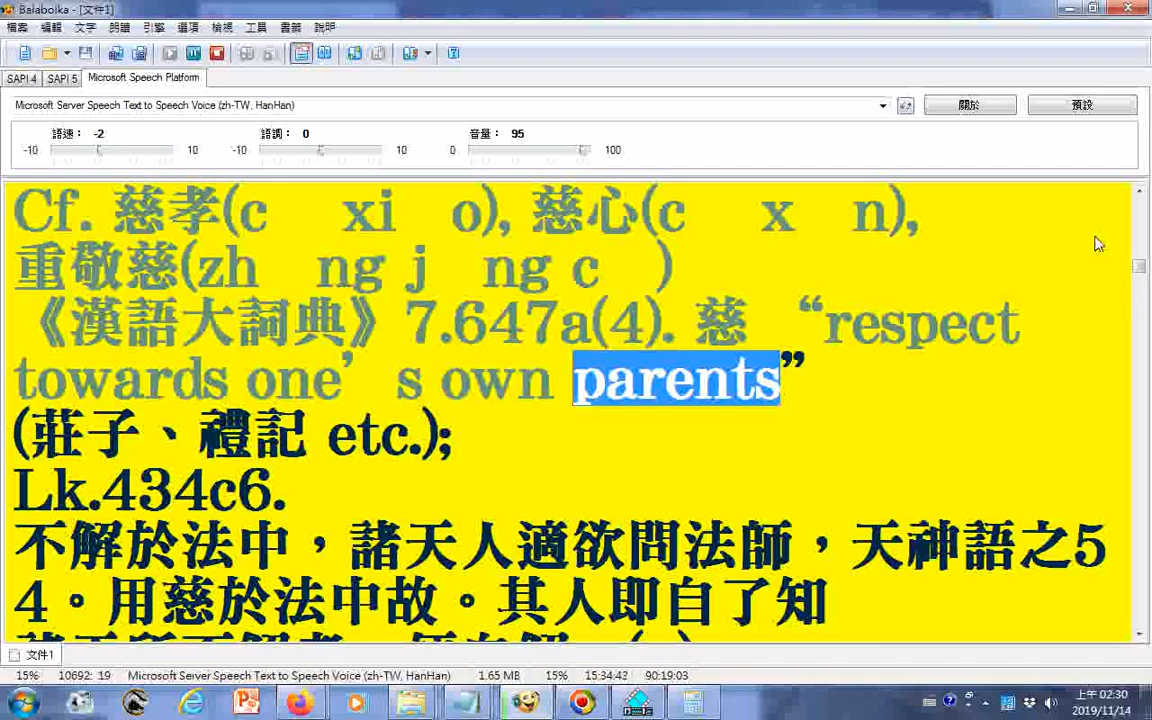 Balabolka - [文件1]
檔案 編輯 文字 朗讀 引擎 選項 檢視 工具 書籤 說明
SAPI 4 SAPI 5 Microsoft Speech Platform
Microsoft Server Speech Text to Speech Voice (zh-TW, HanHan) 關於 預設
語速: -2 語調: 0 音量: 95
-10 10 -10 10 0 100
Cf. 慈孝(c xi o), 慈心(c x n),
重敬慈(zh ng j ng c )
《漢語大詞典》 7.647a(4). 慈 “respect
towards one’s own parents”
(莊子、禮記 etc.);
Lk.434c6.
不解於法中，諸天人適欲問法師，天神語之5
4。用慈於法中故。其人即自了知
文件1
15% 10692: 19 Microsoft Server Speech Text to Speech Voice (zh-TW, HanHan) 1.65 MB 15% 15:34:43 90:19:03
上午 02:30
2019/11/14